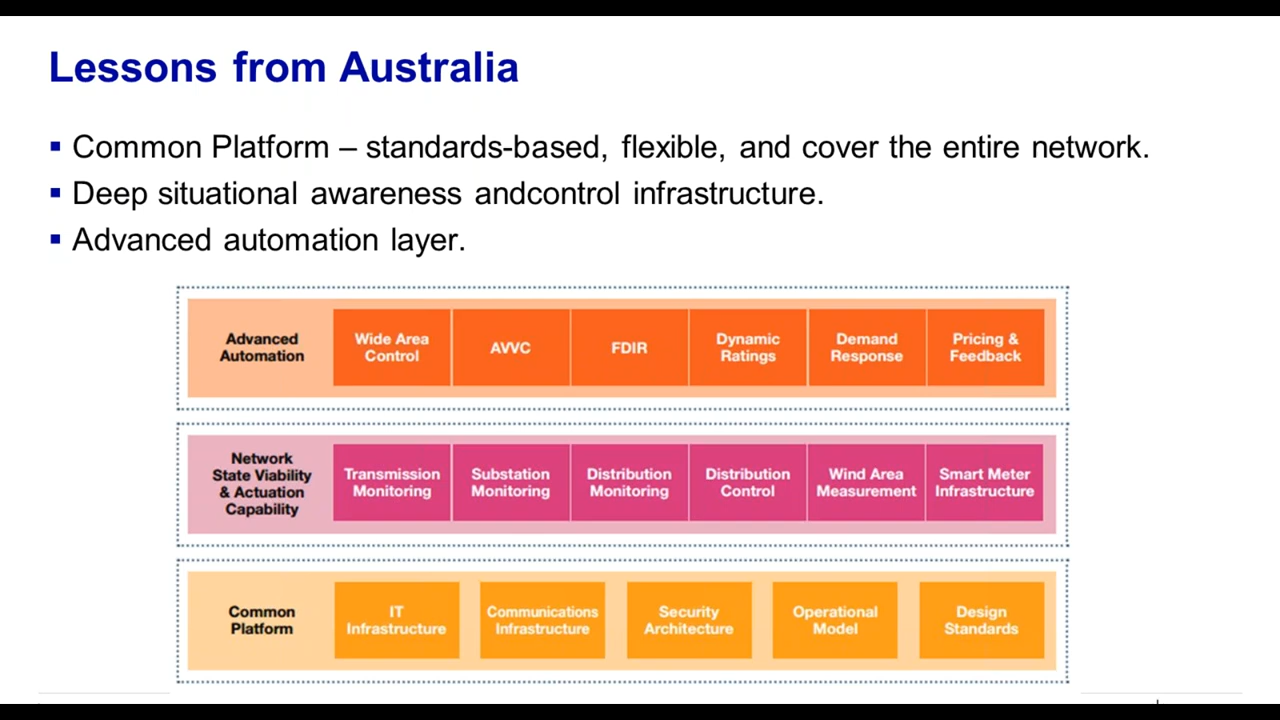 Lessons from Australia
Common Platform – standards-based, flexible, and cover the entire network.
Deep situational awareness andcontrol infrastructure.
Advanced automation layer.
Advanced
Automation
Wide Area
Control
AVVC
FDIR
Dynamic
Ratings
Demand
Response
Pricing &
Feedback
Network
State Viability
& Actuation
Capability
Transmission
Monitoring
Substation
Monitoring
Distribution
Monitoring
Distribution
Control
Wind Area
Measurement
Smart Meter
Infrastructure
Common
Platform
IT
Infrastructure
Communications
Infrastructure
Security
Architecture
Operational
Model
Design
Standards